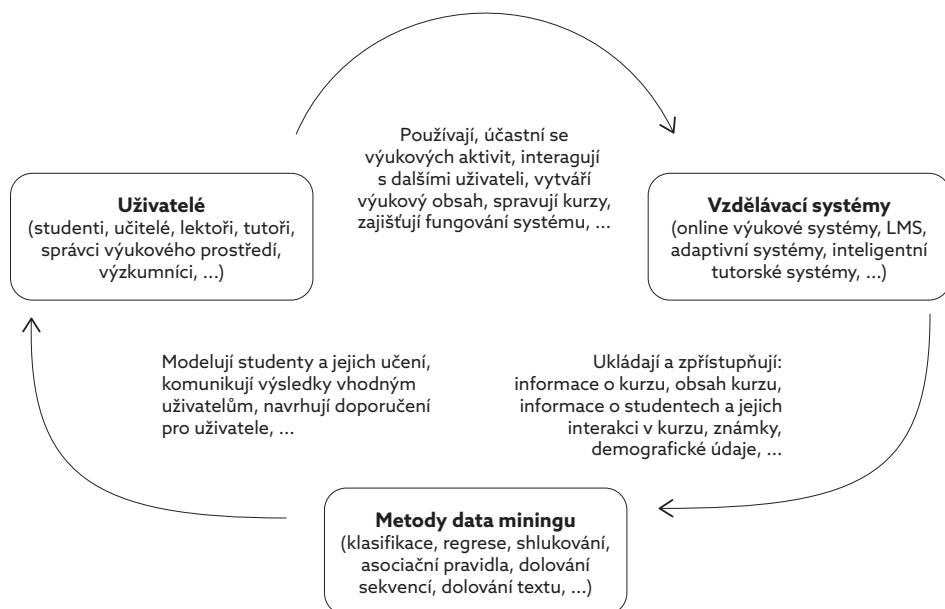 Používají, účastní se
výukových aktivit, interagují
s dalšími uživateli, vytváří
výukový obsah, spravují kurzy,
zajišťují fungování systému, ...
Uživatelé
(studenti, učitelé, lektoři, tutoři,
správci výukového prostředí,
výzkumníci, ...)
Vzdělávací systémy
(online výukové systémy, LMS,
adaptivní systémy, inteligentní
tutorské systémy, ...)
Modelují studenty a jejich učení,
komunikují výsledky vhodným
uživatelům, navrhují doporučení
pro uživatele, ...
Ukládají a zpřístupňují:
informace o kurzu, obsah kurzu,
informace o studentech a jejich
interakci v kurzu, známky,
demografické údaje, ...
Metody data miningu
(klasifikace, regrese, shlukování,
asociační pravidla, dolování
sekvencí, dolování textu, ...)